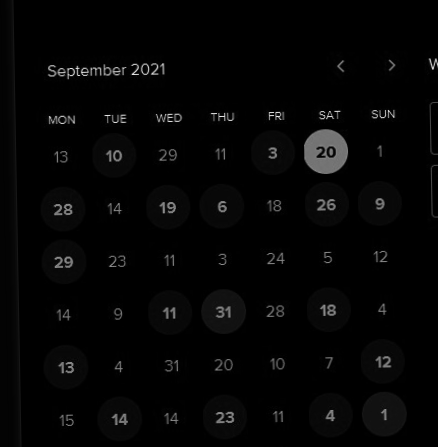 September 2021 < > W
MON TUE WED THU FRI SAT SUN
13 10 29 11 3 20 1
28 14 19 6 18 26 9
29 23 11 3 24 5 12
14 9 11 31 28 18 4
13 4 31 20 10 7 12
15 14 14 23 11 4 1